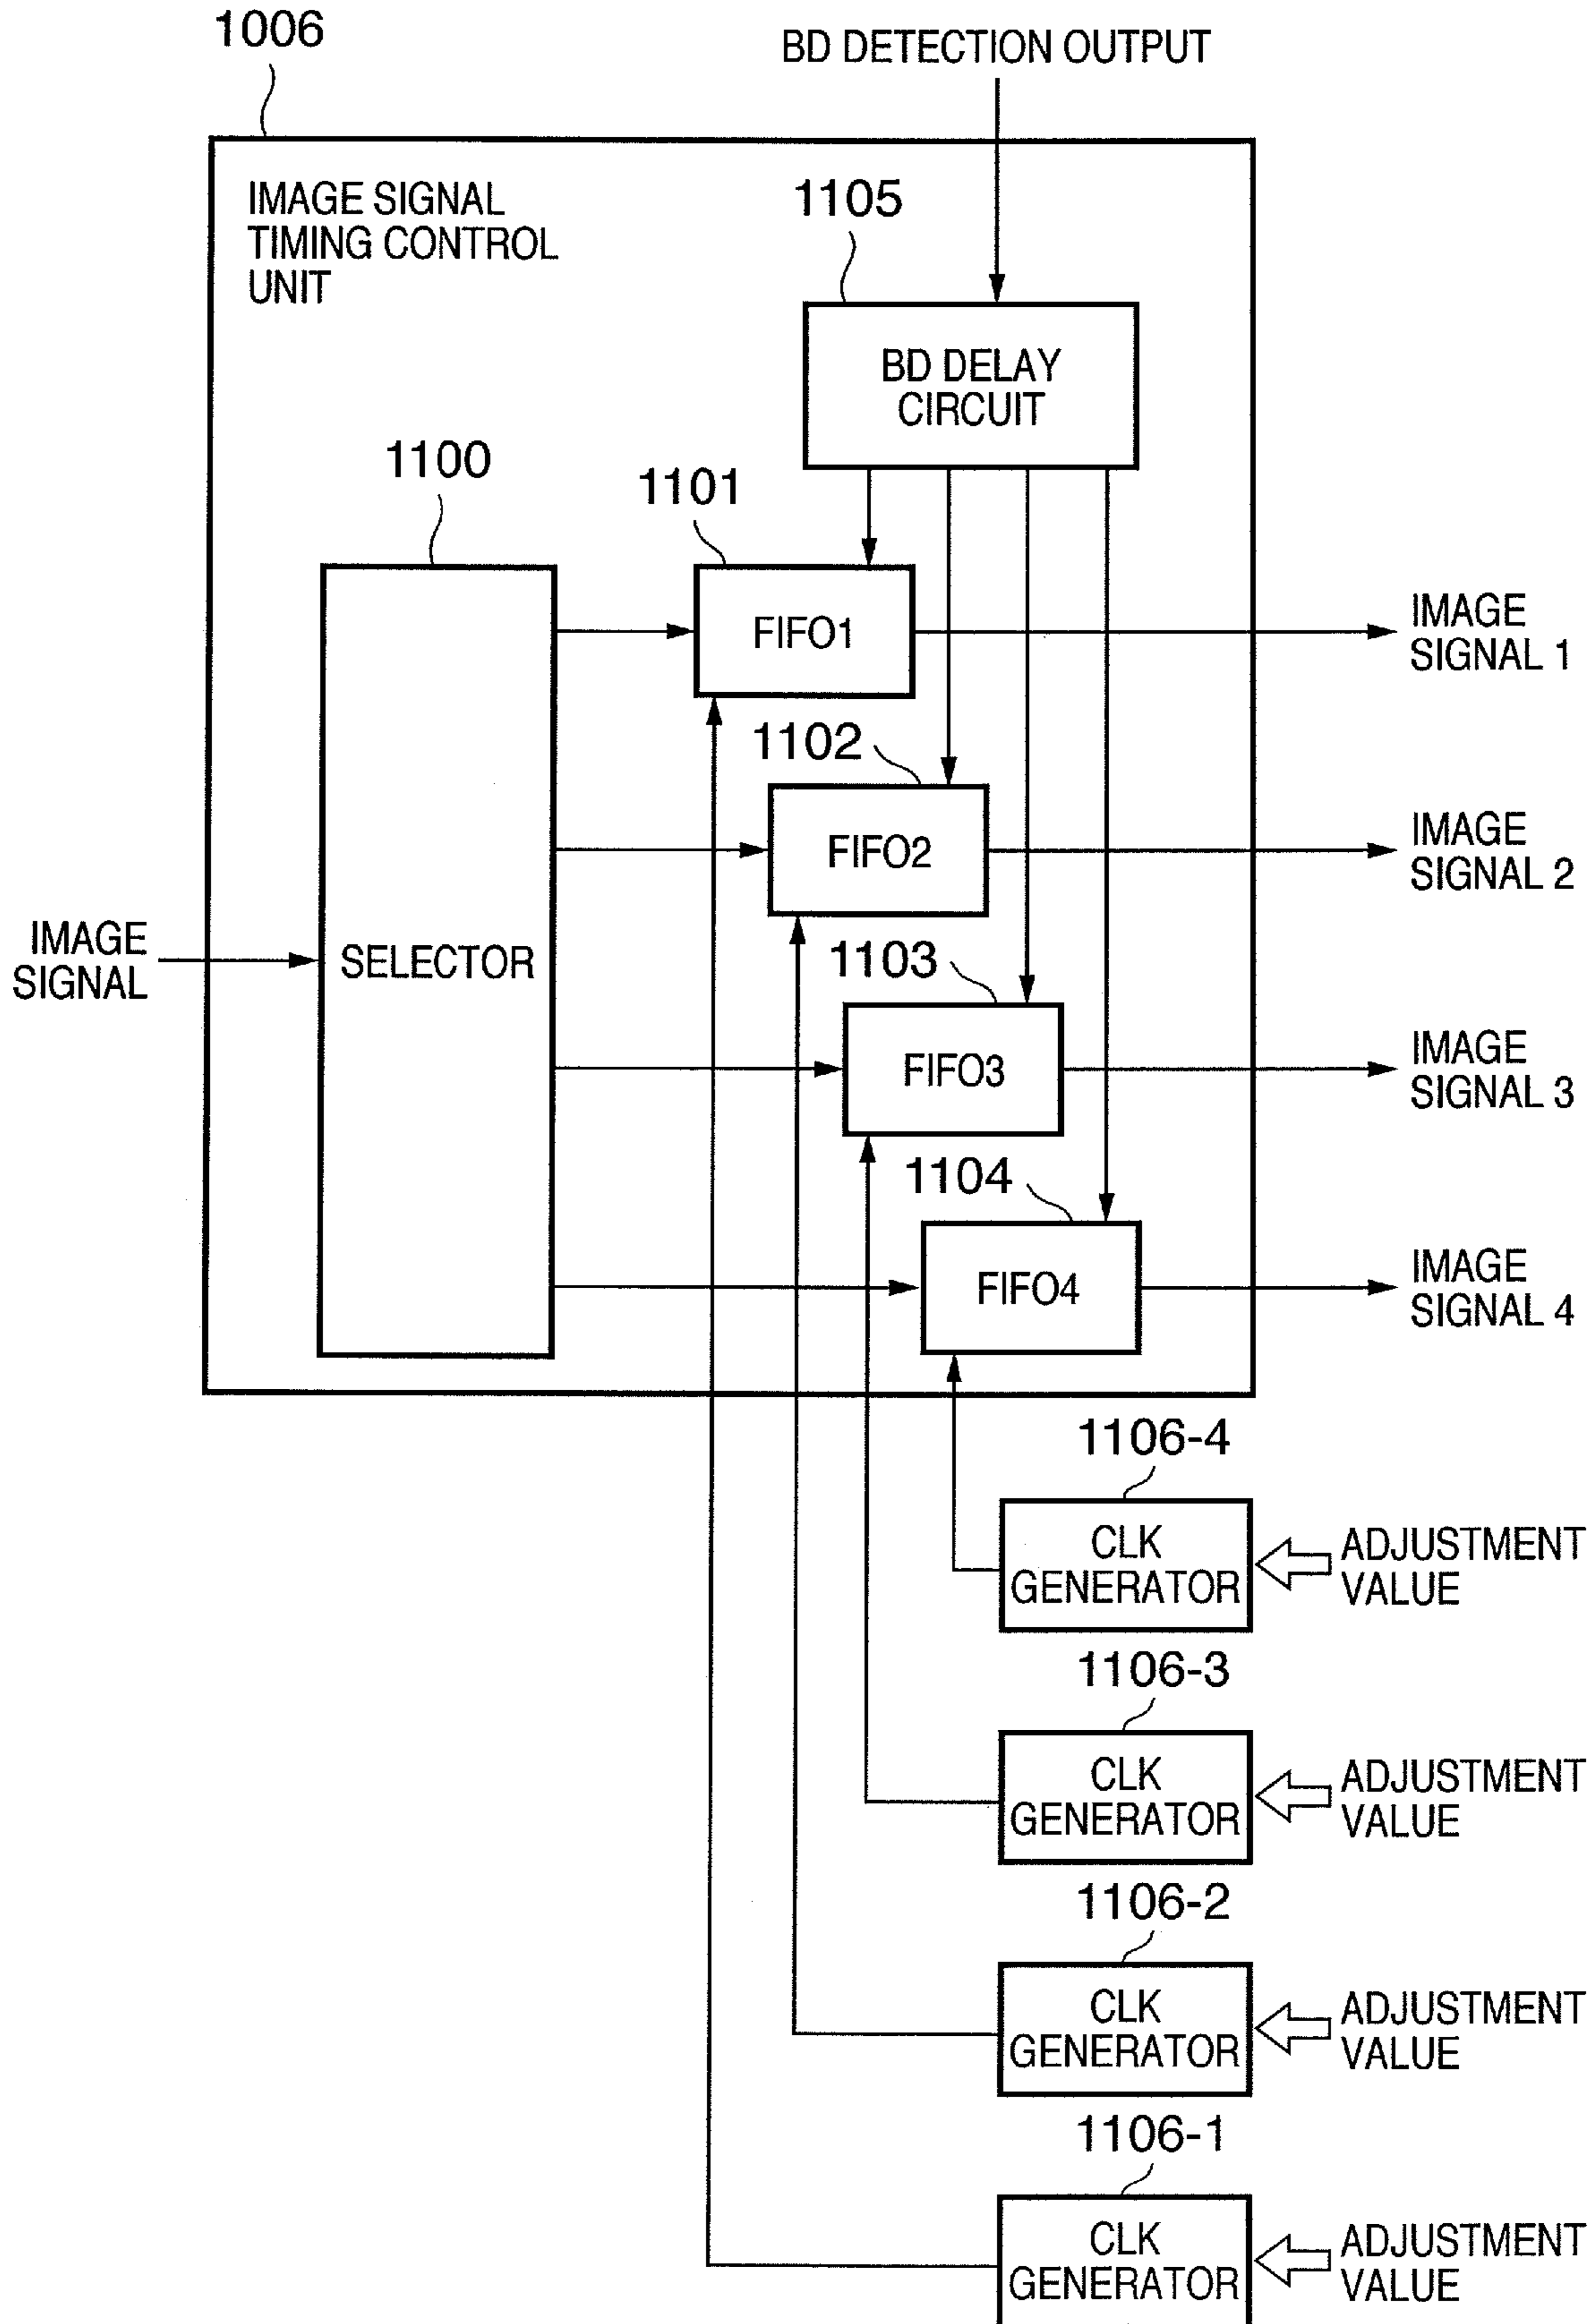 1006
BD DETECTION OUTPUT
IMAGE SIGNAL
TIMING CONTROL
UNIT
1105
BD DELAY
CIRCUIT
1100
1101
FIFO1
IMAGE
SIGNAL 1
1102
FIFO2
IMAGE
SIGNAL 2
IMAGE
SIGNAL
SELECTOR
1103
FIFO3
IMAGE
SIGNAL 3
1104
FIFO4
IMAGE
SIGNAL 4
1106-4
CLK
GENERATOR
ADJUSTMENT
VALUE
1106-3
CLK
GENERATOR
ADJUSTMENT
VALUE
1106-2
CLK
GENERATOR
ADJUSTMENT
VALUE
1106-1
CLK
GENERATOR
ADJUSTMENT
VALUE